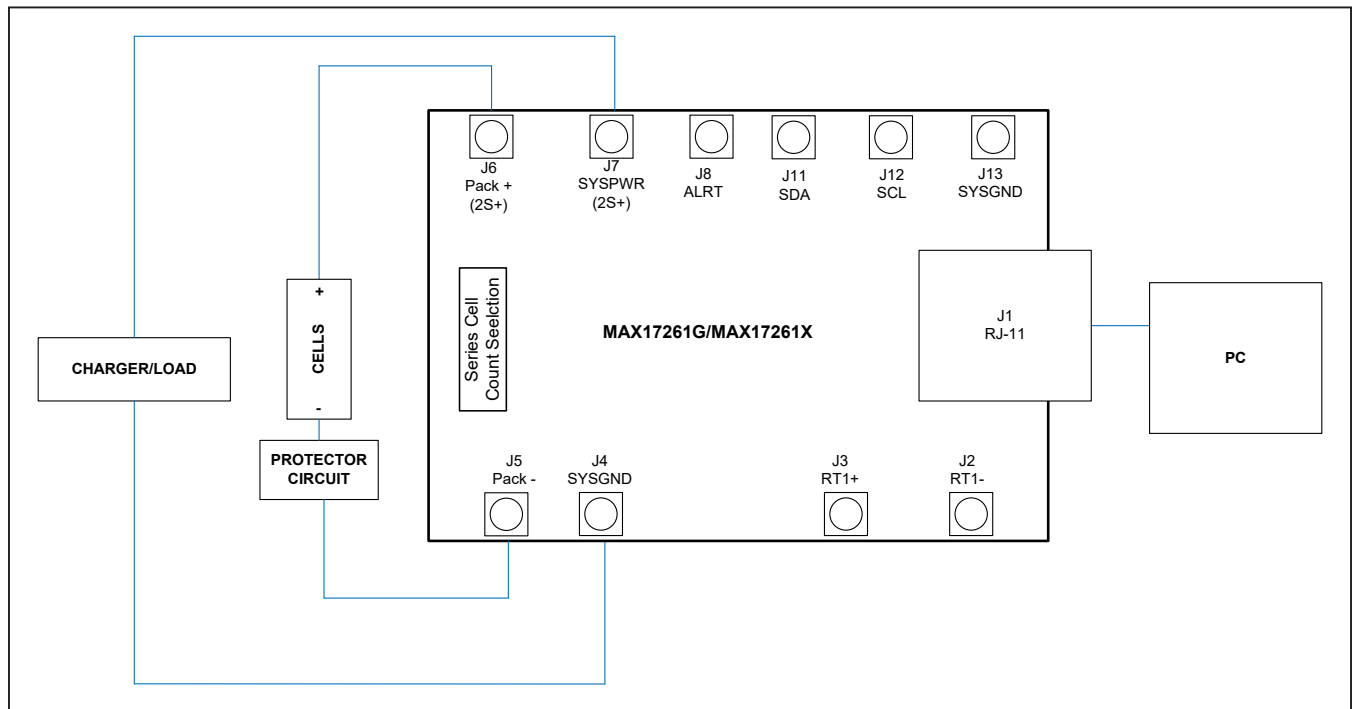 J6
Pack +
(2S+)
J7
SYSPWR
(2S+)
J8
ALRT
J11
SDA
J12
SCL
J13
SYSGND
+
CELLS
-
Series Cell
Count Seelction
MAX17261G/MAX17261X
J1
RJ-11
PC
CHARGER/LOAD
PROTECTOR
CIRCUIT
J5
Pack -
J4
SYSGND
J3
RT1+
J2
RT1-